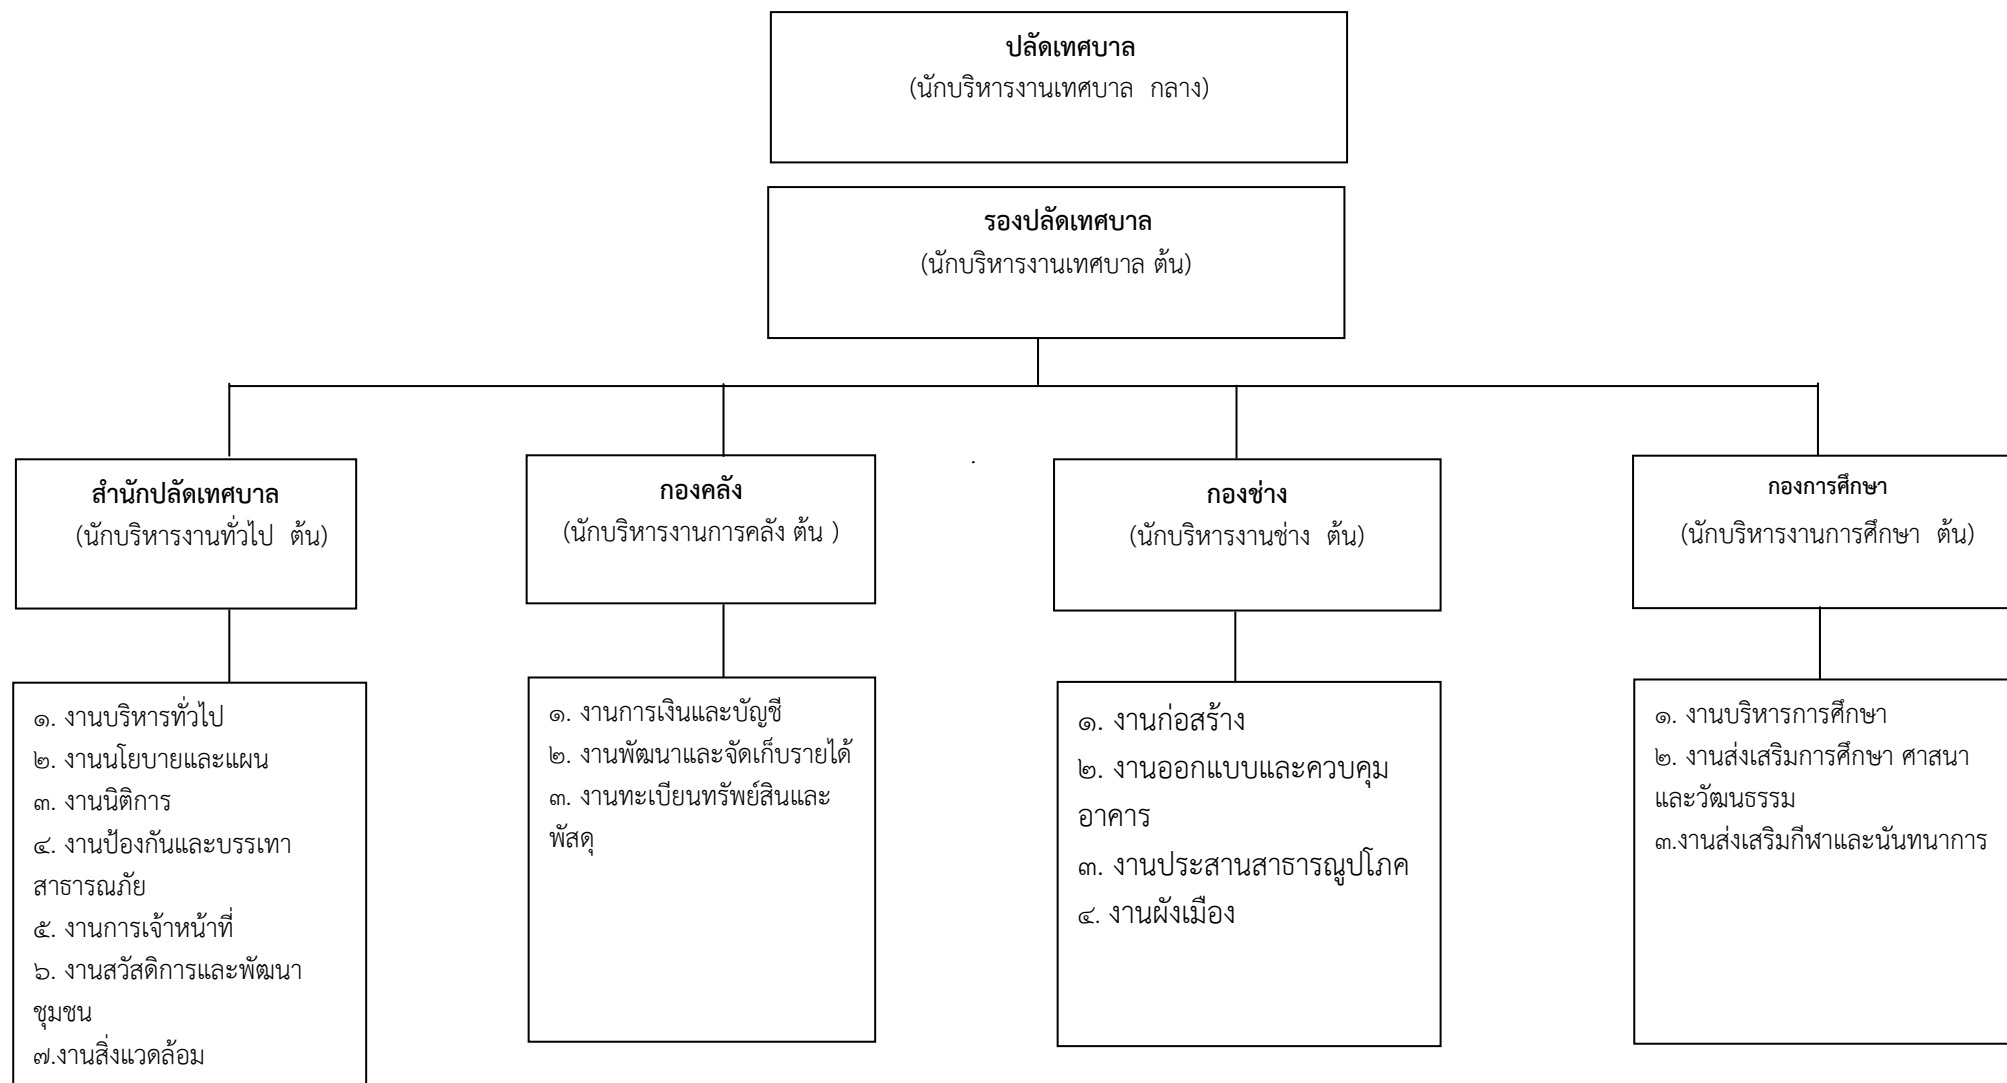 ปลัดเทศบาล
(นักบริหารงานเทศบาล  กลาง)
รองปลัดเทศบาล
(นักบริหารงานเทศบาล ต้น)
สำนักปลัดเทศบาล
(นักบริหารงานทั่วไป  ต้น)
กองคลัง
(นักบริหารงานการคลัง ต้น )
กองช่าง
(นักบริหารงานช่าง  ต้น)
กองการศึกษา
(นักบริหารงานการศึกษา  ต้น)
๑. งานบริหารทั่วไป
๒. งานนโยบายและแผน
๓. งานนิติการ
๔. งานป้องกันและบรรเทา
สาธารณภัย
๕. งานการเจ้าหน้าที่
๖. งานสวัสดิการและพัฒนา
ชุมชน
๗.งานสิ่งแวดล้อม
๑. งานการเงินและบัญชี
๒. งานพัฒนาและจัดเก็บรายได้
๓. งานทะเบียนทรัพย์สินและ
พัสดุ
๑. งานก่อสร้าง
๒. งานออกแบบและควบคุม
อาคาร
๓. งานประสานสาธารณูปโภค
๔. งานผังเมือง
๑. งานบริหารการศึกษา
๒. งานส่งเสริมการศึกษา ศาสนา
และวัฒนธรรม
๓.งานส่งเสริมกีฬาและนันทนาการ